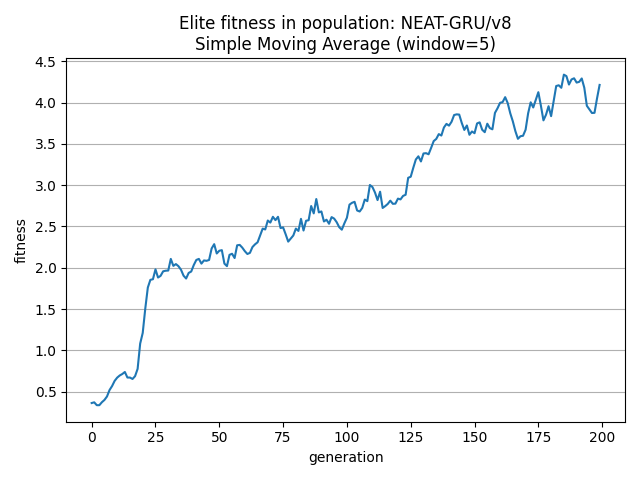 Elite fitness in population: NEAT-GRU/v8
Simple Moving Average (window=5)
4.5
4.0
3.5
3.0
2.5
2.0
1.5
1.0
0.5
fitness
0 25 50 75 100 125 150 175 200
generation